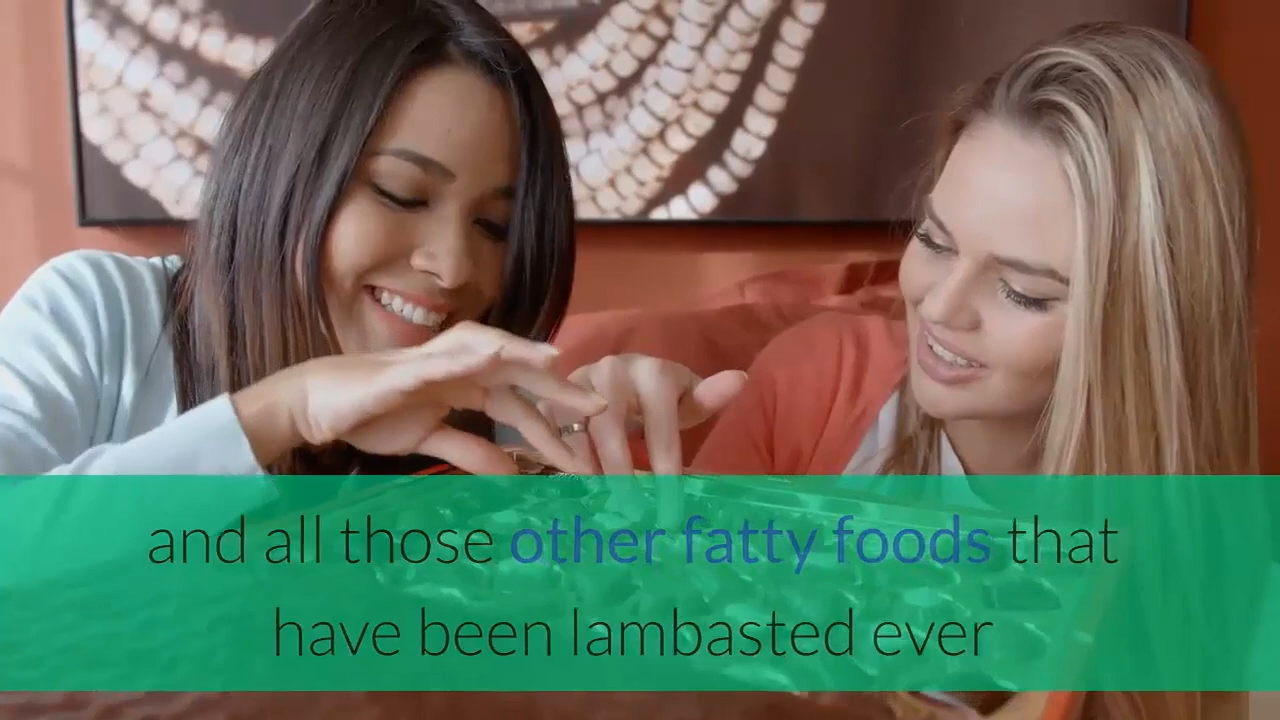 and all those other fatty foods that
have been lambasted ever